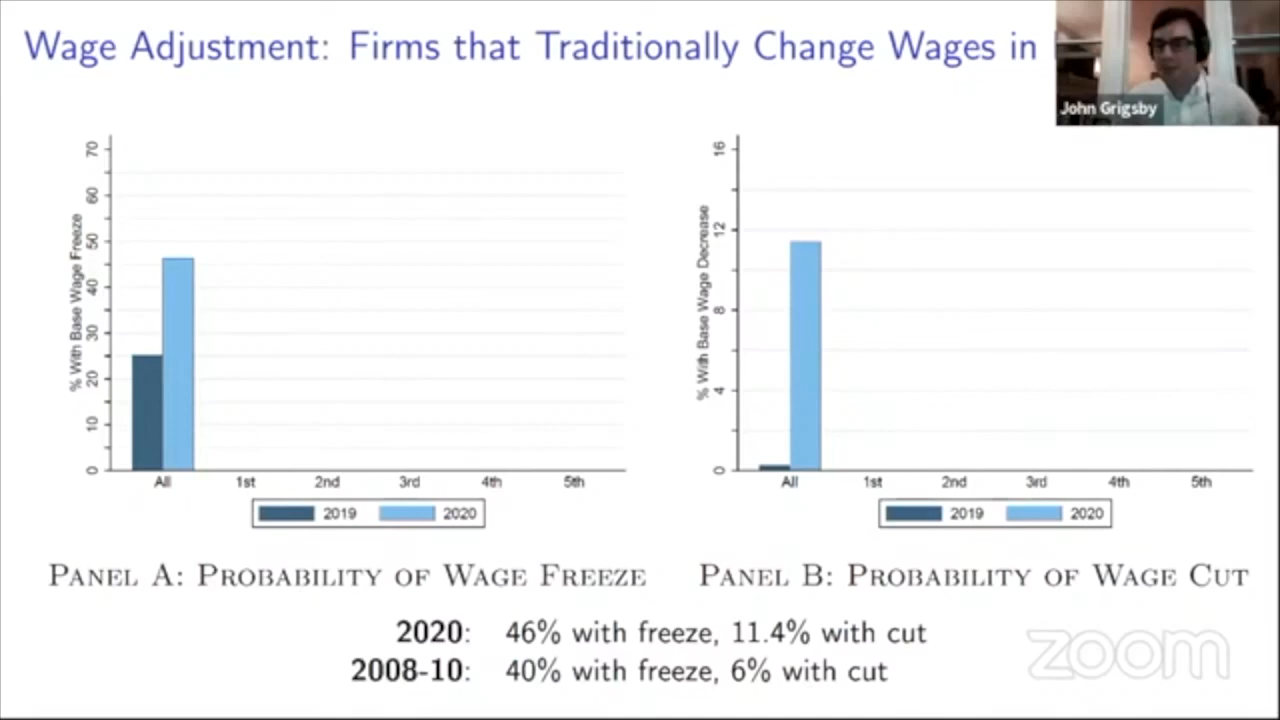 Wage Adjustment: Firms that Traditionally Change Wages in
John Grigsby
% With Base Wage Freeze
70
60
50
40
30
20
10
0
All 1st 2nd 3rd 4th 5th
2019 2020
% With Base Wage Decrease
16
12
8
4
0
All 1st 2nd 3rd 4th 5th
2019 2020
PANEL A: PROBABILITY OF WAGE FREEZE
PANEL B: PROBABILITY OF WAGE CUT
2020: 46% with freeze, 11.4% with cut
2008-10: 40% with freeze, 6% with cut
zoom